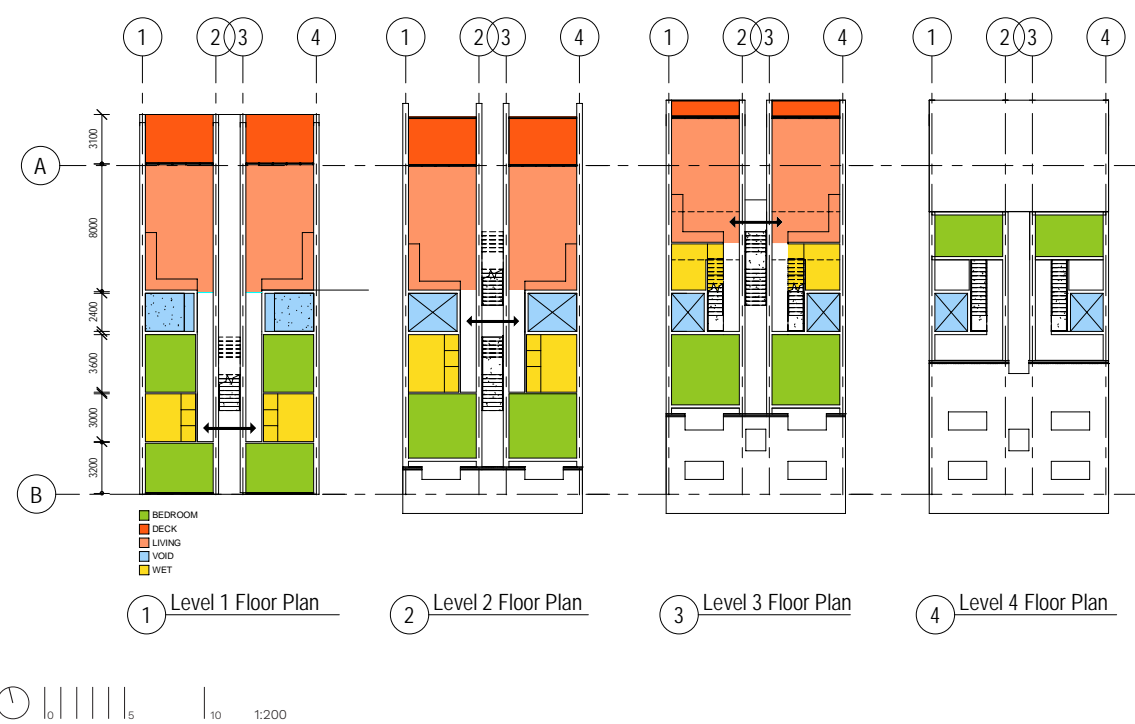 1 2 3 4 1 2 3 4 1 2 3 4 1 2 3 4
3100
A
8000
2400
3600
3000
3200
B
BEDROOM
DECK
LIVING
VOID
WET
1 Level 1 Floor Plan
2 Level 2 Floor Plan
3 Level 3 Floor Plan
4 Level 4 Floor Plan
0 5 10 1:200